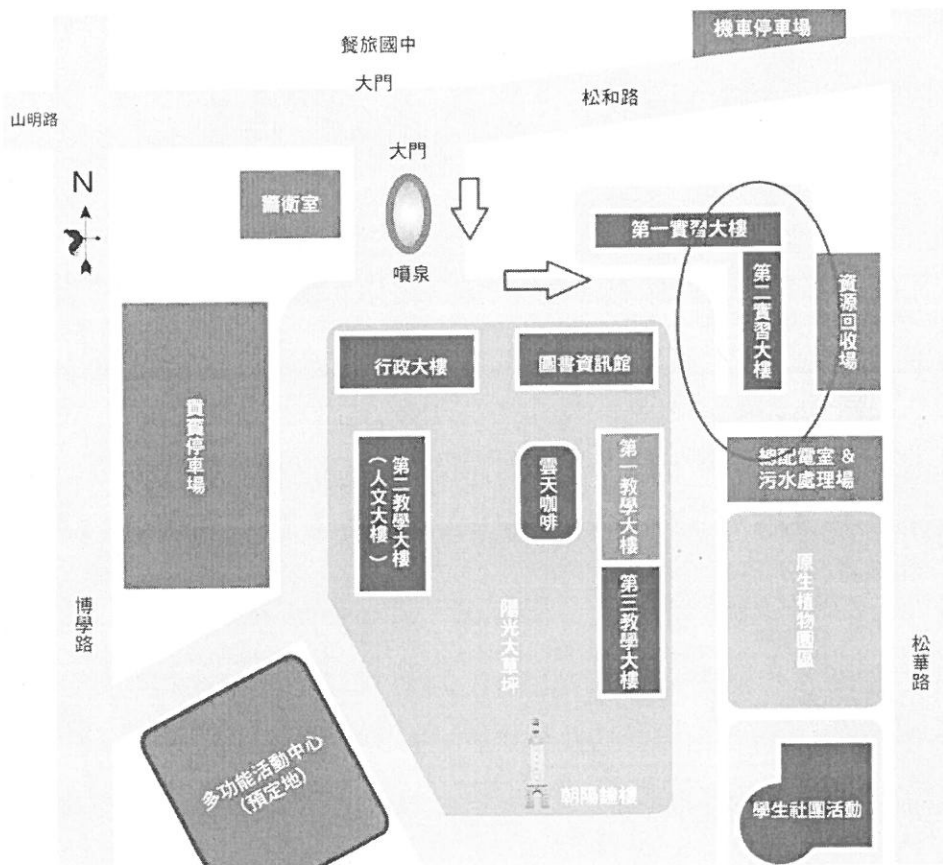 機車停車場
餐旅國中
大門
松和路
山明路
大門
N
警衛室
第一實習大樓
噴泉
第二實習大樓
資源回收場
行政大樓
圖書資訊館
貴賓停車場
第二教學大樓
（人文大樓）
雲天咖啡
第一教學大樓
總配電室 &
污水處理場
原生植物園區
第三教學大樓
陽光大草坪
博學路
松華路
多功能活動中心
(預定地)
朝陽鐘樓
學生社團活動